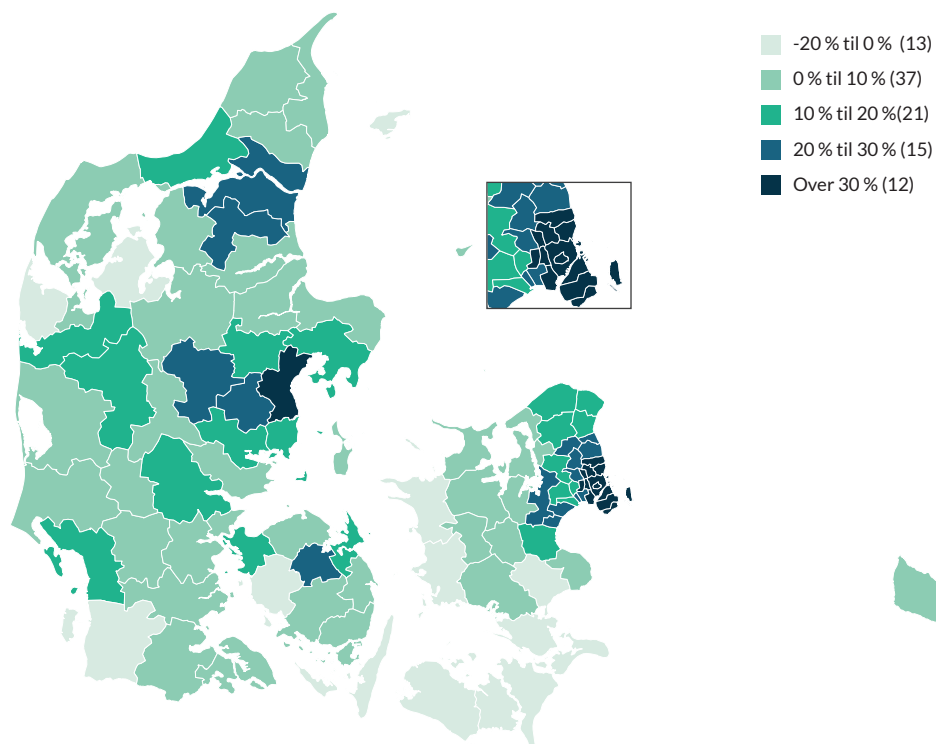 -20 % til 0 % (13)
0 % til 10 % (37)
10 % til 20 %(21)
20 % til 30 % (15)
Over 30 % (12)